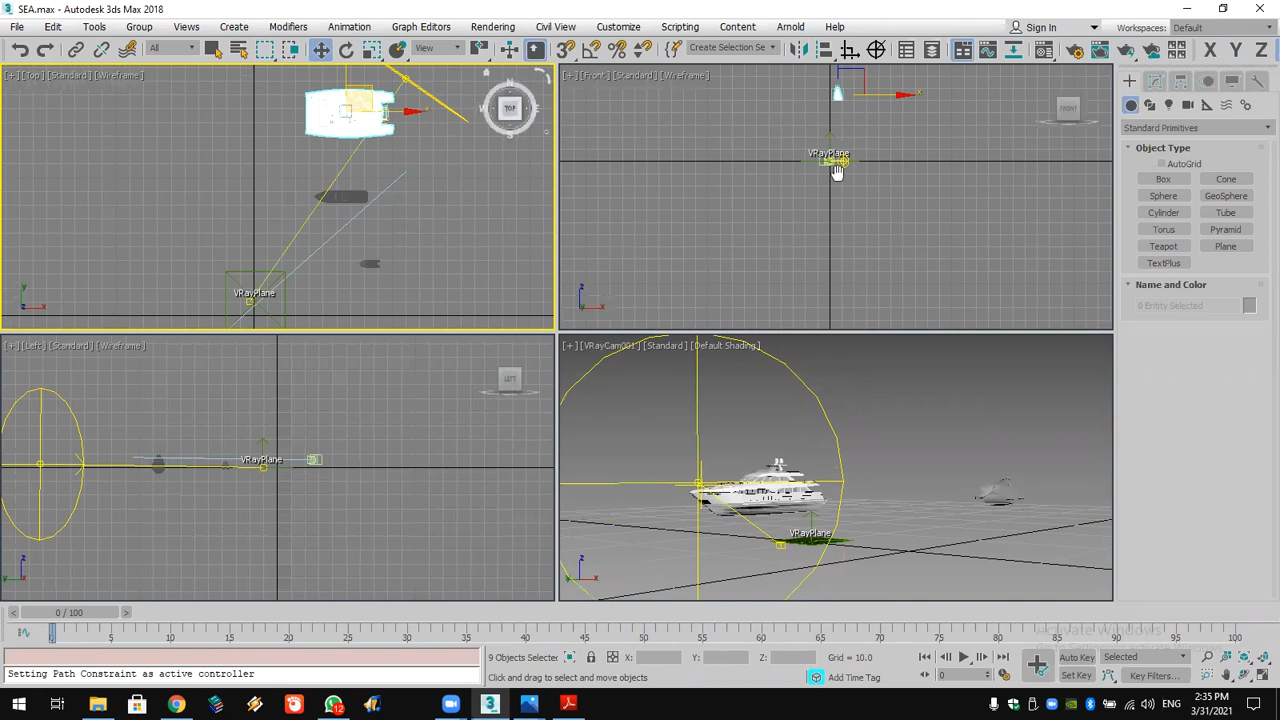 SEA.max - Autodesk 3ds Max 2018
File Edit Tools Group Views Create Modifiers Animation Graph Editors Rendering Civil View Customize Scripting Content Arnold Help
Sign In Workspaces: Default
All View Create Selection Se X Y Z
[+] [Top] [Standard] [Wireframe]
N
W TOP E
S
VRayPlane
y
z x
[+] [Front] [Standard] [Wireframe]
x
FRONT
VRayPlane
z
y x
[+] [Left] [Standard] [Wireframe]
LEFT
VRayPlane
z
y x
[+] [VRayCam001] [Standard] [Default Shading]
VRayPlane
z
x
Standard Primitives
Object Type
AutoGrid
Box Cone
Sphere GeoSphere
Cylinder Tube
Torus Pyramid
Teapot Plane
TextPlus
Name and Color
0 Entity Selected
< 0 / 100 >
0 5 10 15 20 25 30 35 40 45 50 55 60 65 70 75 80 85 90 95 100
Activate Windows
Setting Path Constraint as active controller
9 Objects Selected X: Y: Z: Grid = 10.0
Click and drag to select and move objects Add Time Tag
0
Auto Key Selected
Set Key Key Filters...
12
ENG 2:35 PM
3/31/2021